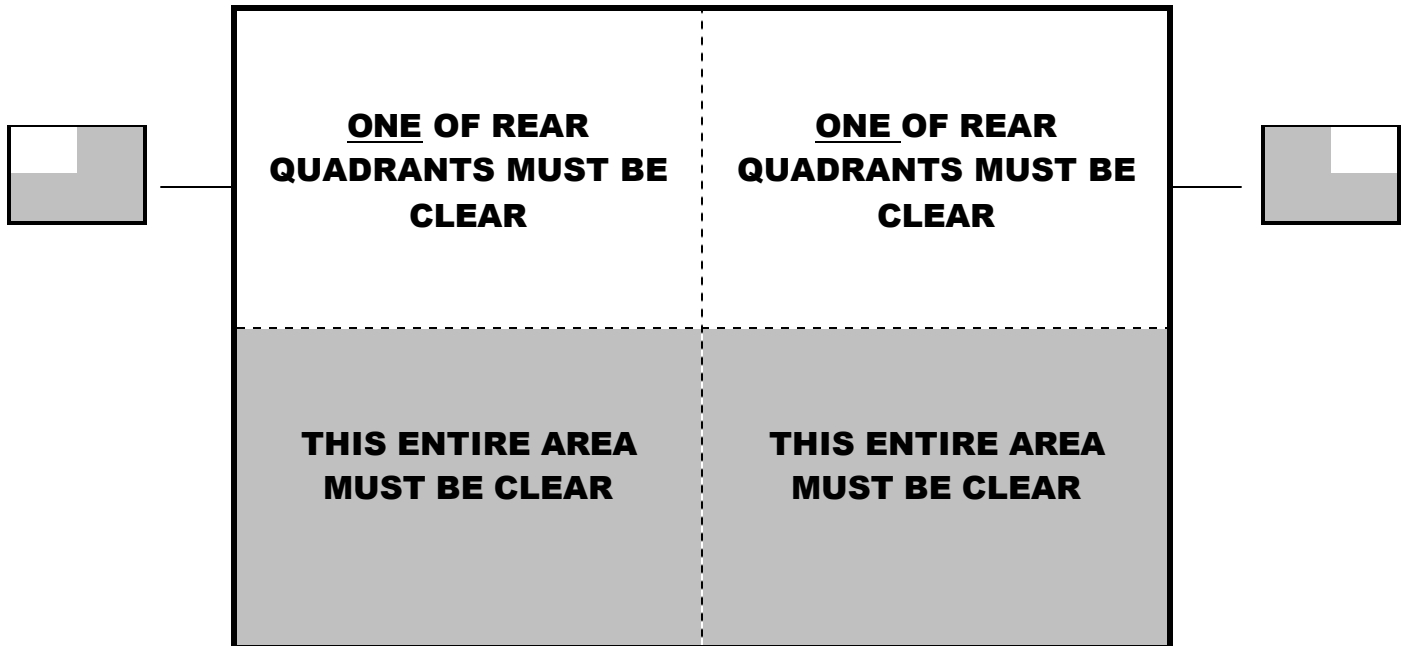 ONE OF REAR
QUADRANTS MUST BE
CLEAR
ONE OF REAR
QUADRANTS MUST BE
CLEAR
THIS ENTIRE AREA
MUST BE CLEAR
THIS ENTIRE AREA
MUST BE CLEAR